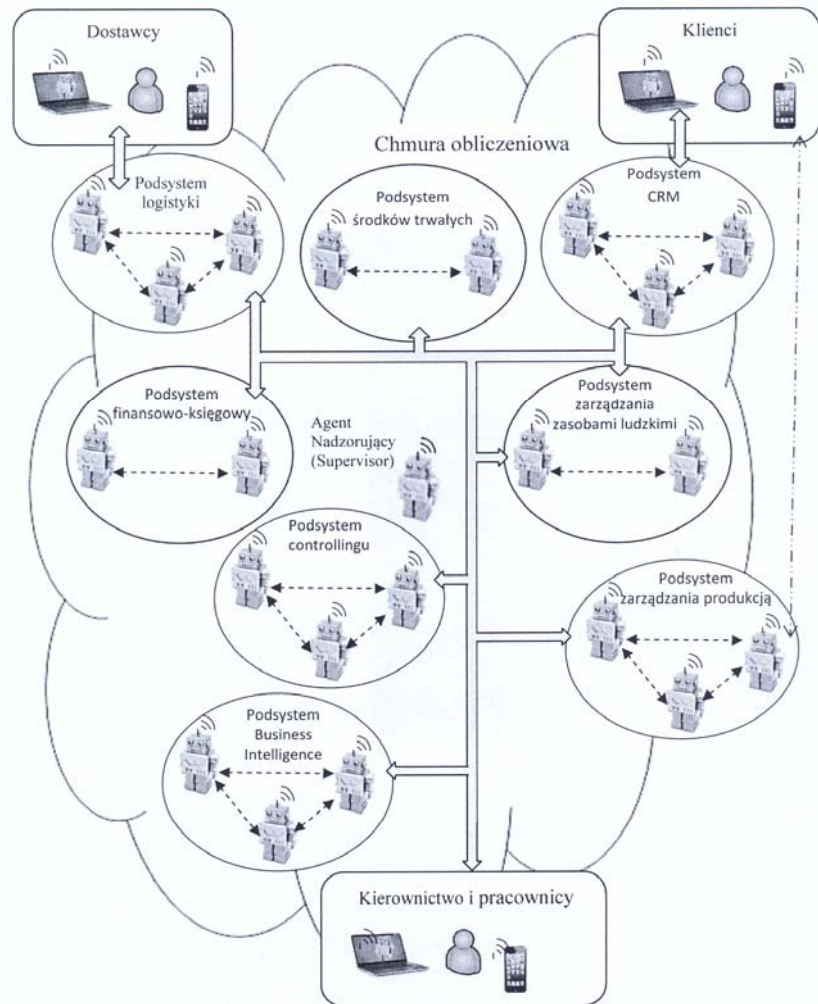 Dostawcy
Klienci
Chmura obliczeniowa
Podsystem
logistyki
Podsystem
środków trwałych
Podsystem
CRM
Podsystem
finansowo-księgowy
Agent
Nadzorujący
(Supervisor)
Podsystem
zarządzania
zasobami ludzkimi
Podsystem
controllingu
Podsystem
zarządzania produkcją
Podsystem
Business
Intelligence
Kierownictwo i pracownicy